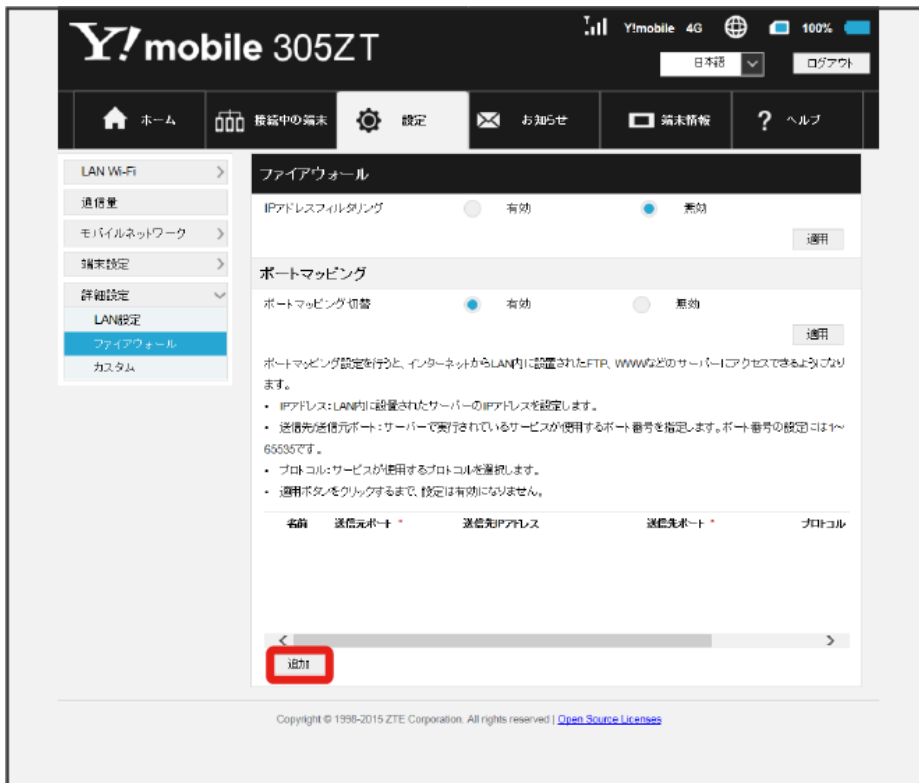 Y! mobile 305ZT
Y!mobile 4G 100%
日本語 ログアウト
ホーム 接続中の端末 設定 お知らせ 端末情報 ? ヘルプ
LAN Wi-Fi
通信量
モバイルネットワーク
端末設定
詳細設定
LAN設定
ファイアウォール
カスタム
ファイアウォール
IPアドレスフィルタリング 有効 無効
適用
ポートマッピング
ポートマッピング切替 有効 無効
適用
ポートマッピング設定を行うと、インターネットからLAN内に設置されたFTP、WWWなどのサーバーにアクセスできるようになり
ます。
• IPアドレス：LAN内に設置されたサーバーのIPアドレスを設定します。
• 送信先/送信元ポート：サーバーで実行されているサービスが使用するポート番号を指定します。ポート番号の設定には1～
65535です。
• プロトコル：サービスが使用するプロトコルを選択します。
• 適用ボタンをクリックするまで、設定は有効になりません。
名前 送信元ポート * 送信先IPアドレス 送信先ポート * プロトコル
追加
Copyright © 1998-2015 ZTE Corporation. All rights reserved | Open Source Licenses